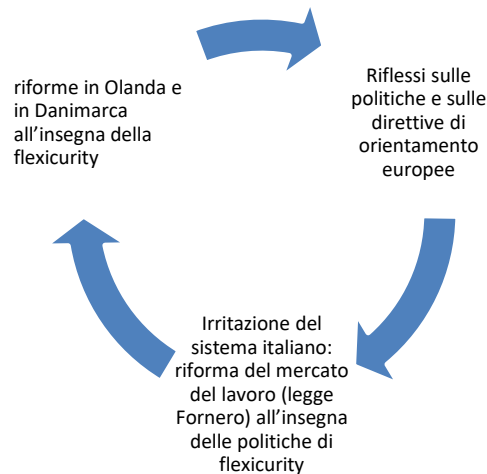 riforme in Olanda e
in Danimarca
all’insegna della
flexicurity
Riflessi sulle
politiche e sulle
direttive di
orientamento
europee
Irritazione del
sistema italiano:
riforma del mercato
del lavoro (legge
Fornero) all’insegna
delle politiche di
flexicurity